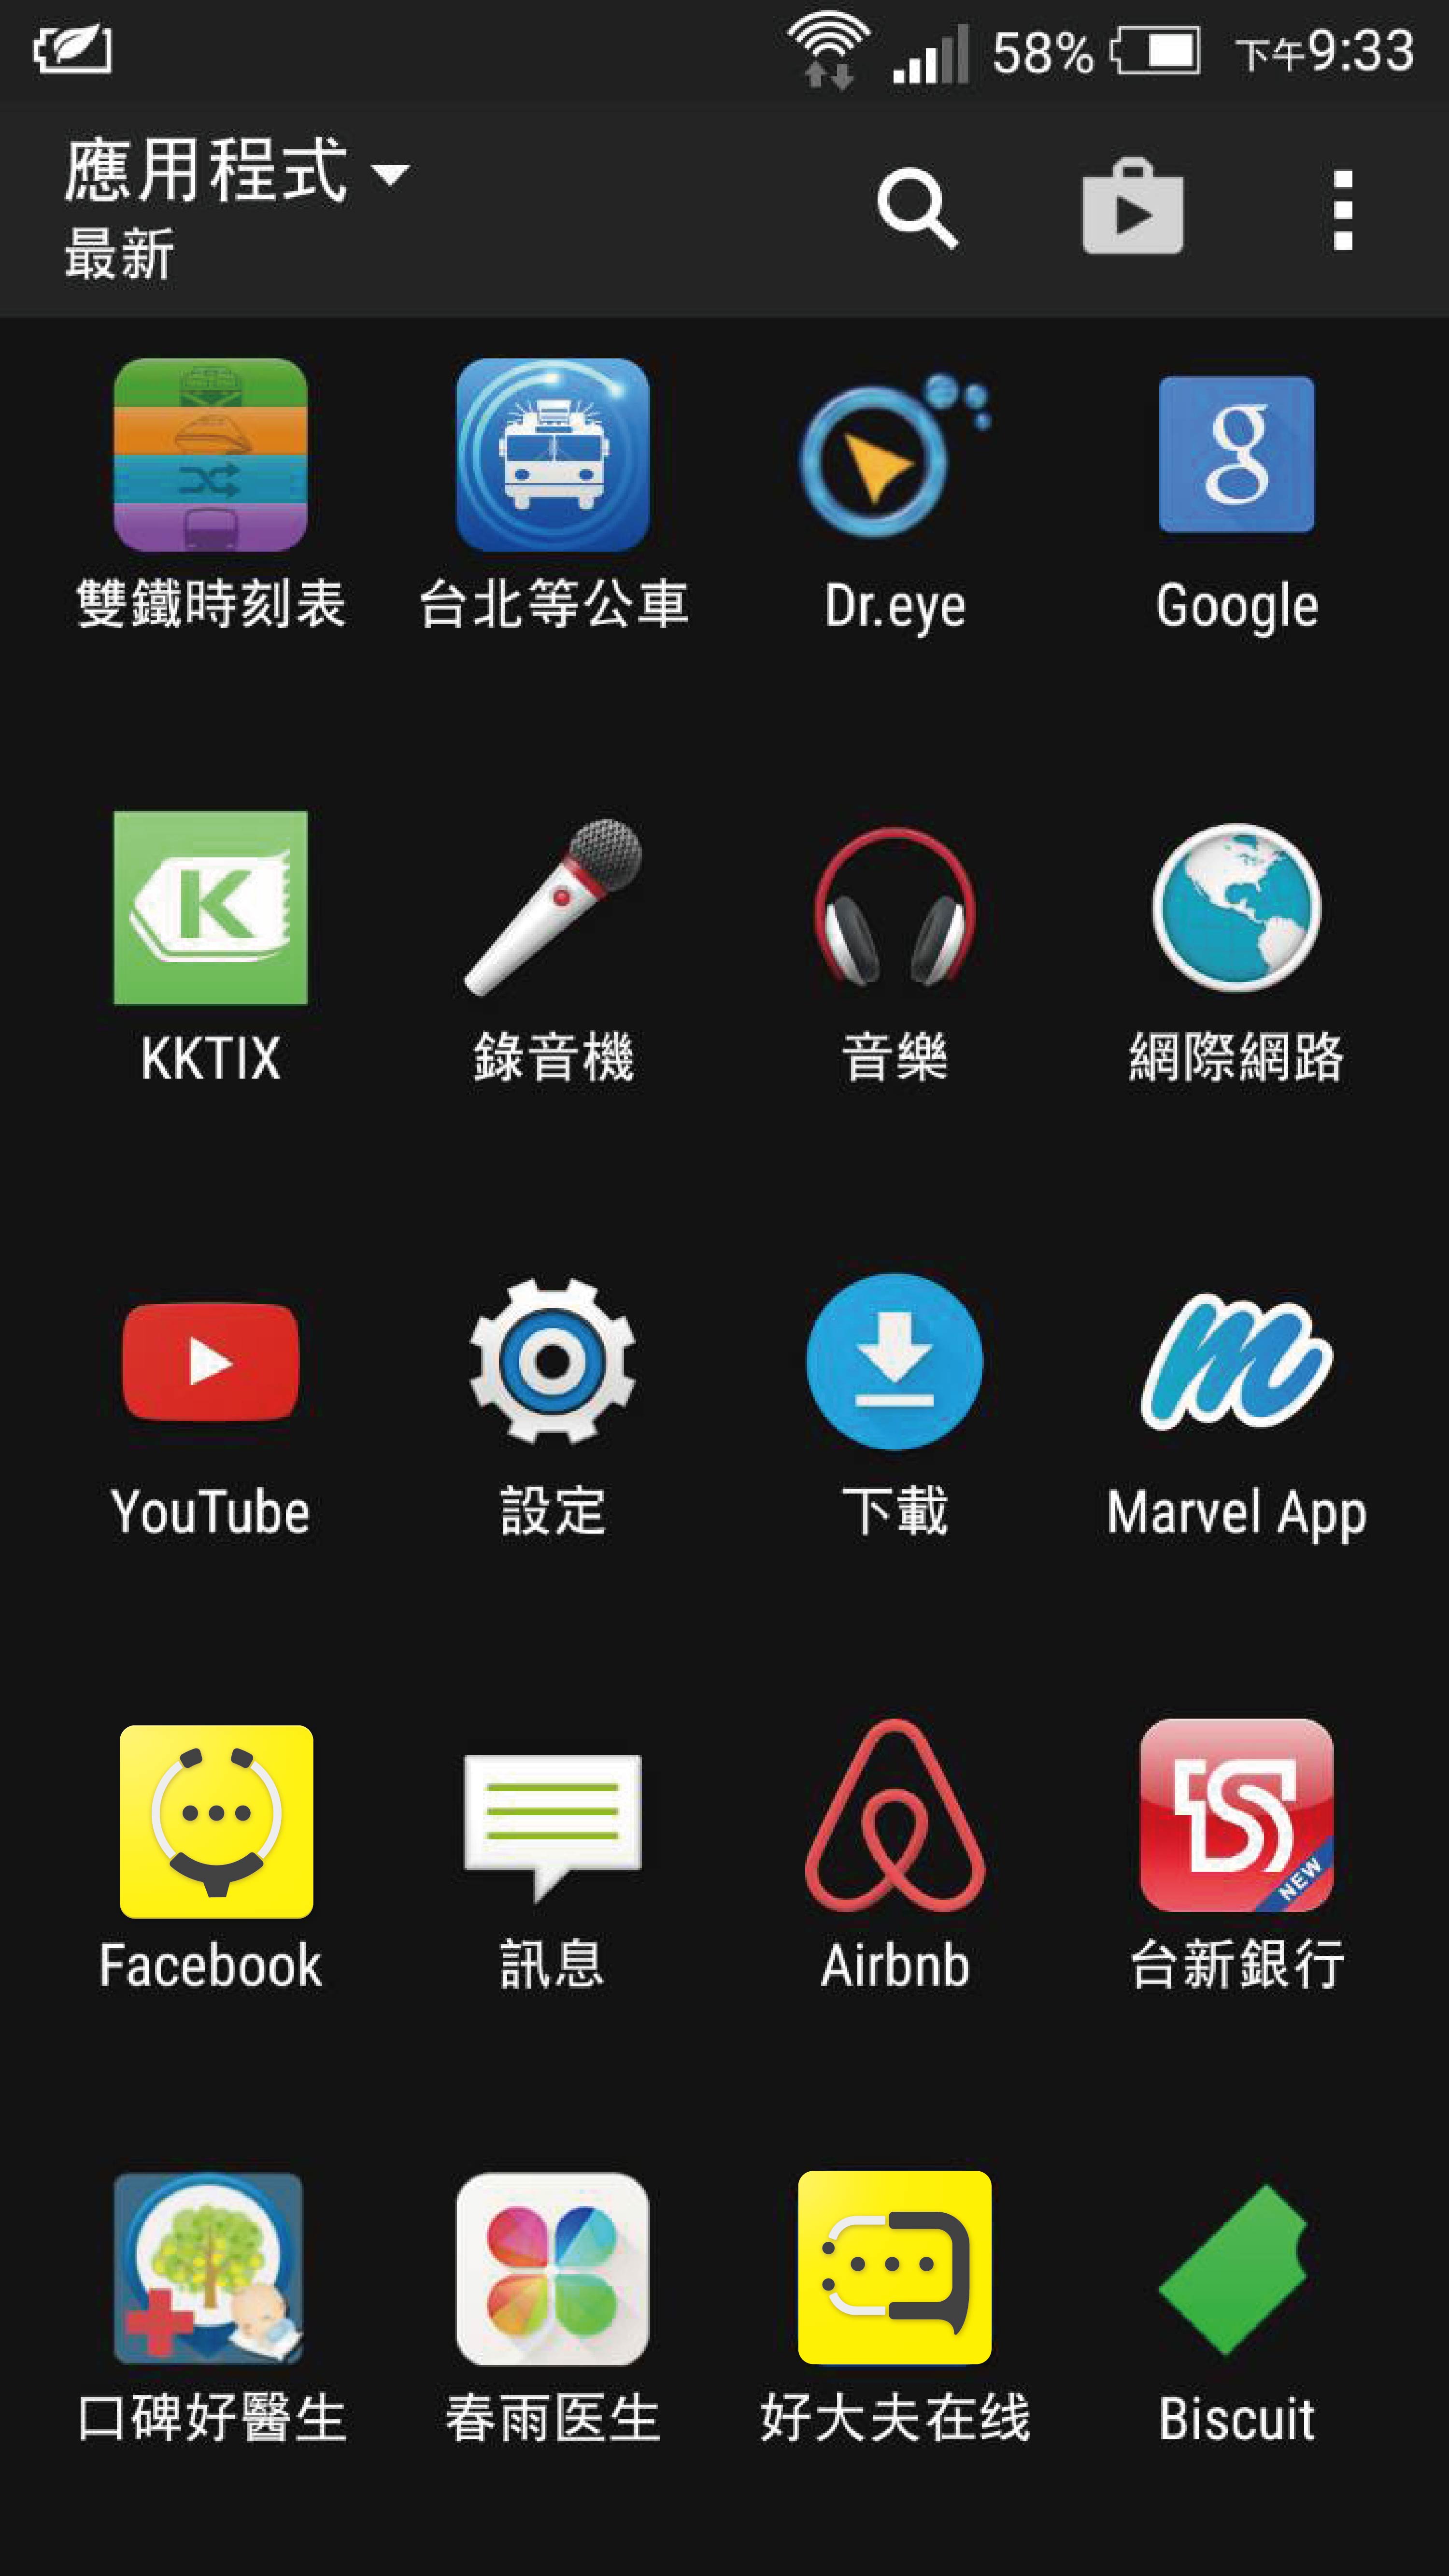 58% 下午9:33
應用程式
最新
雙鐵時刻表 台北等公車 Dr.eye Google
KKTIX 錄音機 音樂 網際網路
YouTube 設定 下載 Marvel App
NEW
Facebook 訊息 Airbnb 台新銀行
口碑好醫生 春雨医生 好大夫在线 Biscuit